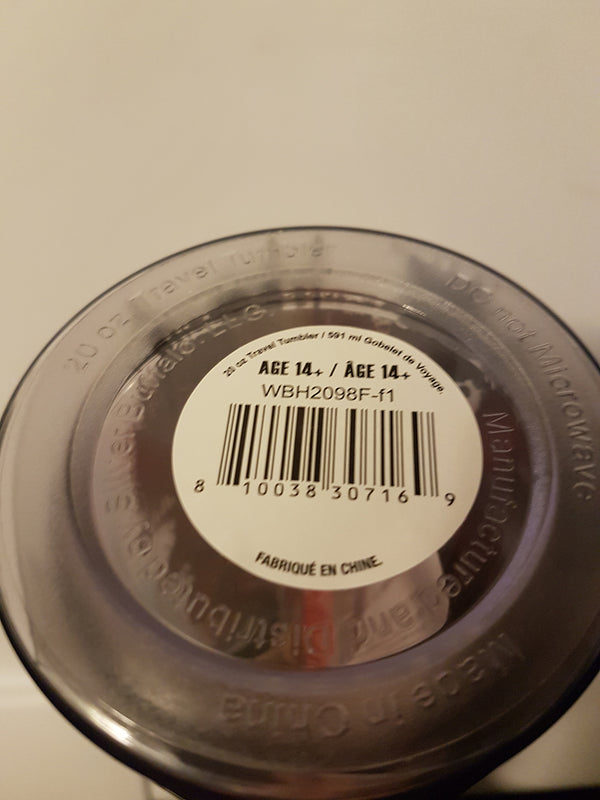 20 oz Travel Tumbler / 591 ml Gobelet de Voyage.
AGE 14+ / ÂGE 14+
WBH2098F-f1
8 10038 30716 9
FABRIQUÉ EN CHINE.
20 oz Travel Tumbler
Do not Microwave
Made in China
Manufactured and Distributed by Silver Buffalo, LLC.